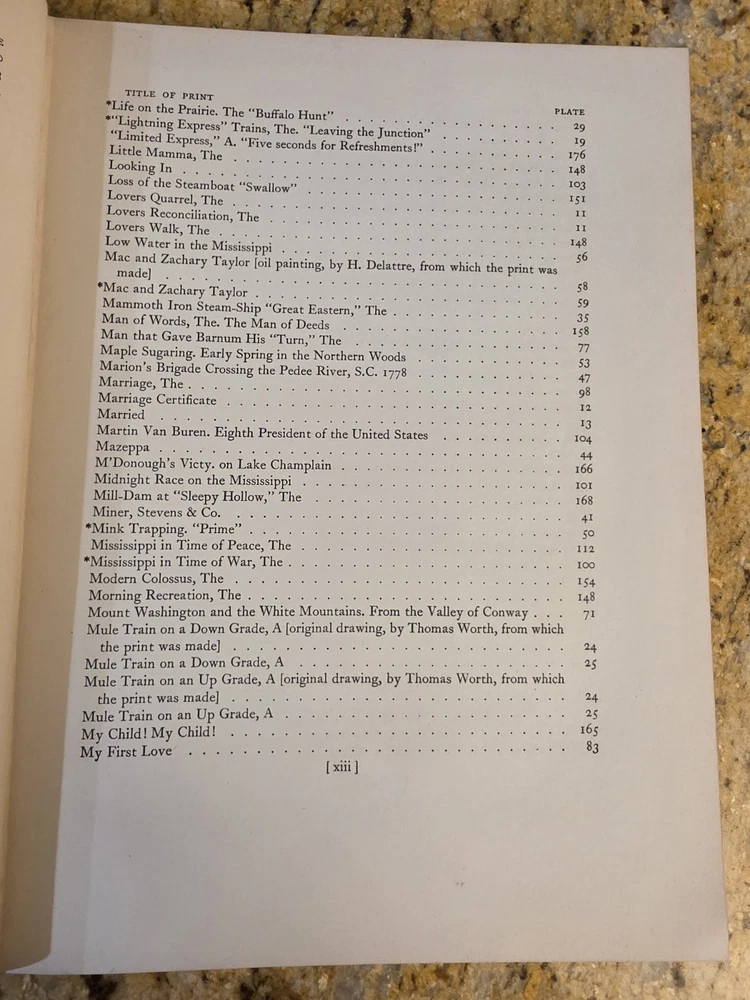 TITLE OF PRINT PLATE
*Life on the Prairie. The "Buffalo Hunt" . . . . . . . . . . . . . . 29
*"Lightning Express" Trains, The. "Leaving the Junction" . . . . . . . . 19
"Limited Express," A. "Five seconds for Refreshments!" . . . . . . . . . 176
Little Mamma, The . . . . . . . . . . . . . . . . . . . . 148
Looking In . . . . . . . . . . . . . . . . . . . . . . 103
Loss of the Steamboat "Swallow" . . . . . . . . . . . . . . . . 151
Lovers Quarrel, The . . . . . . . . . . . . . . . . . . . . 11
Lovers Reconciliation, The . . . . . . . . . . . . . . . . . . 11
Lovers Walk, The . . . . . . . . . . . . . . . . . . . . . 148
Low Water in the Mississippi . . . . . . . . . . . . . . . . . 56
Mac and Zachary Taylor [oil painting, by H. Delattre, from which the print was
made] . . . . . . . . . . . . . . . . . . . . . . . 58
*Mac and Zachary Taylor . . . . . . . . . . . . . . . . . . . 59
Mammoth Iron Steam-Ship "Great Eastern," The . . . . . . . . . . . 35
Man of Words, The. The Man of Deeds . . . . . . . . . . . . . . 158
Man that Gave Barnum His "Turn," The . . . . . . . . . . . . . . 77
Maple Sugaring. Early Spring in the Northern Woods . . . . . . . . . 53
Marion's Brigade Crossing the Pedee River, S.C. 1778 . . . . . . . . . 47
Marriage, The . . . . . . . . . . . . . . . . . . . . . . 98
Marriage Certificate . . . . . . . . . . . . . . . . . . . . 12
Married . . . . . . . . . . . . . . . . . . . . . . . . 13
Martin Van Buren. Eighth President of the United States . . . . . . . . 104
Mazeppa . . . . . . . . . . . . . . . . . . . . . . . . 44
M'Donough's Victy. on Lake Champlain . . . . . . . . . . . . . . 166
Midnight Race on the Mississippi . . . . . . . . . . . . . . . . 101
Mill-Dam at "Sleepy Hollow," The . . . . . . . . . . . . . . . 168
Miner, Stevens & Co. . . . . . . . . . . . . . . . . . . . . 41
*Mink Trapping. "Prime" . . . . . . . . . . . . . . . . . . . 50
Mississippi in Time of Peace, The . . . . . . . . . . . . . . . . 112
*Mississippi in Time of War, The . . . . . . . . . . . . . . . . . 100
Modern Colossus, The . . . . . . . . . . . . . . . . . . . . 154
Morning Recreation, The . . . . . . . . . . . . . . . . . . . 148
Mount Washington and the White Mountains. From the Valley of Conway . . . 71
Mule Train on a Down Grade, A [original drawing, by Thomas Worth, from which
the print was made] . . . . . . . . . . . . . . . . . . . . 24
Mule Train on a Down Grade, A . . . . . . . . . . . . . . . . . 25
Mule Train on an Up Grade, A [original drawing, by Thomas Worth, from which
the print was made] . . . . . . . . . . . . . . . . . . . . 24
Mule Train on an Up Grade, A . . . . . . . . . . . . . . . . . 25
My Child! My Child! . . . . . . . . . . . . . . . . . . . . 165
My First Love . . . . . . . . . . . . . . . . . . . . . . 83
[ xiii ]